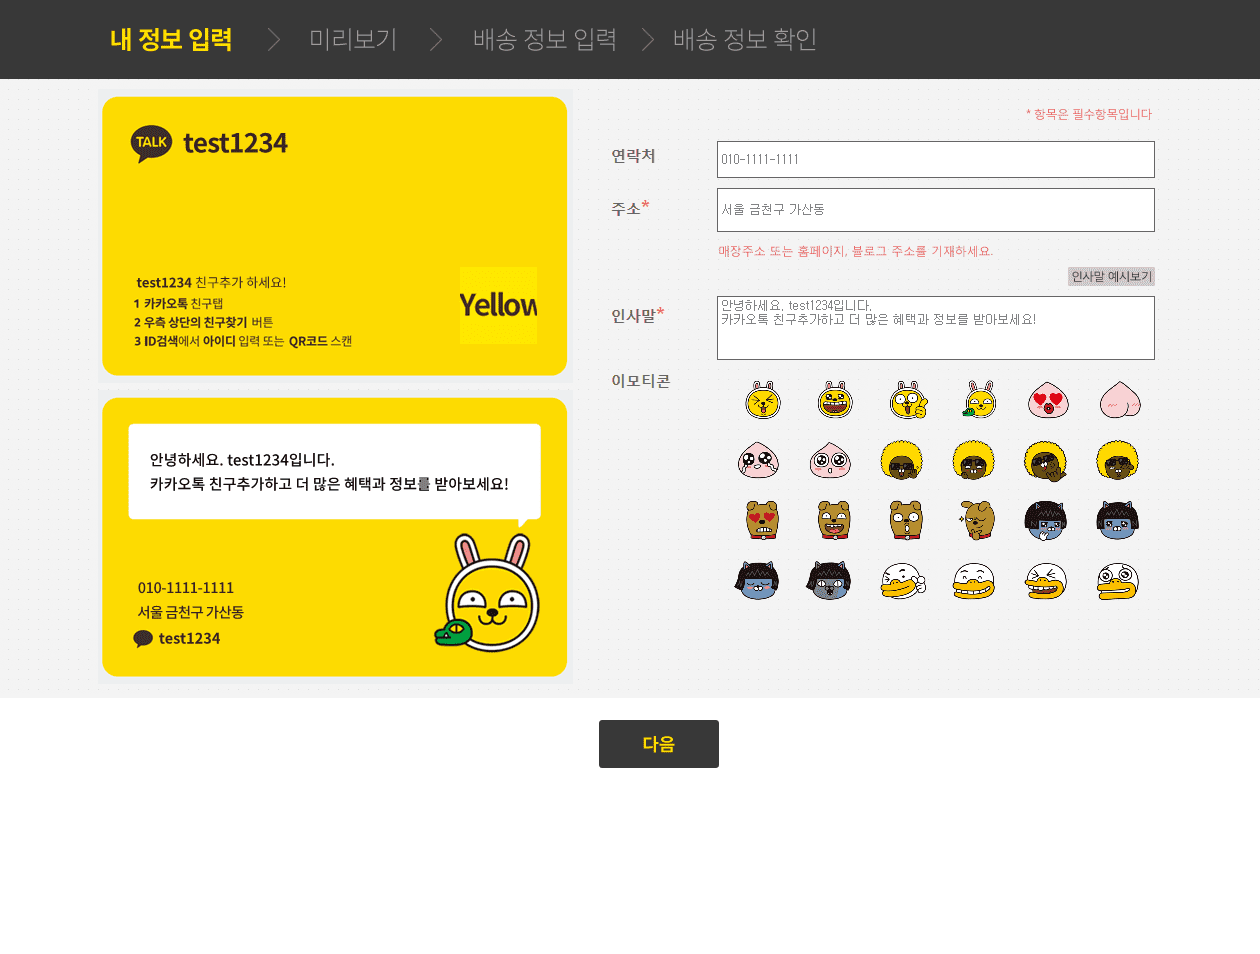 내 정보 입력
미리보기
배송 정보 입력
배송 정보 확인
TALK test1234
test1234 친구추가 하세요!
1 카카오톡 친구탭
2 우측 상단의 친구찾기 버튼
3 ID검색에서 아이디 입력 또는 QR코드 스캔
Yellow
안녕하세요. test1234입니다.
카카오톡 친구추가하고 더 많은 혜택과 정보를 받아보세요!
010-1111-1111
서울 금천구 가산동
test1234
* 항목은 필수항목입니다
연락처
010-1111-1111
주소*
서울 금천구 가산동
매장주소 또는 홈페이지, 블로그 주소를 기재하세요.
인사말 예시보기
인사말*
안녕하세요. test1234입니다.
카카오톡 친구추가하고 더 많은 혜택과 정보를 받아보세요!
이모티콘
다음